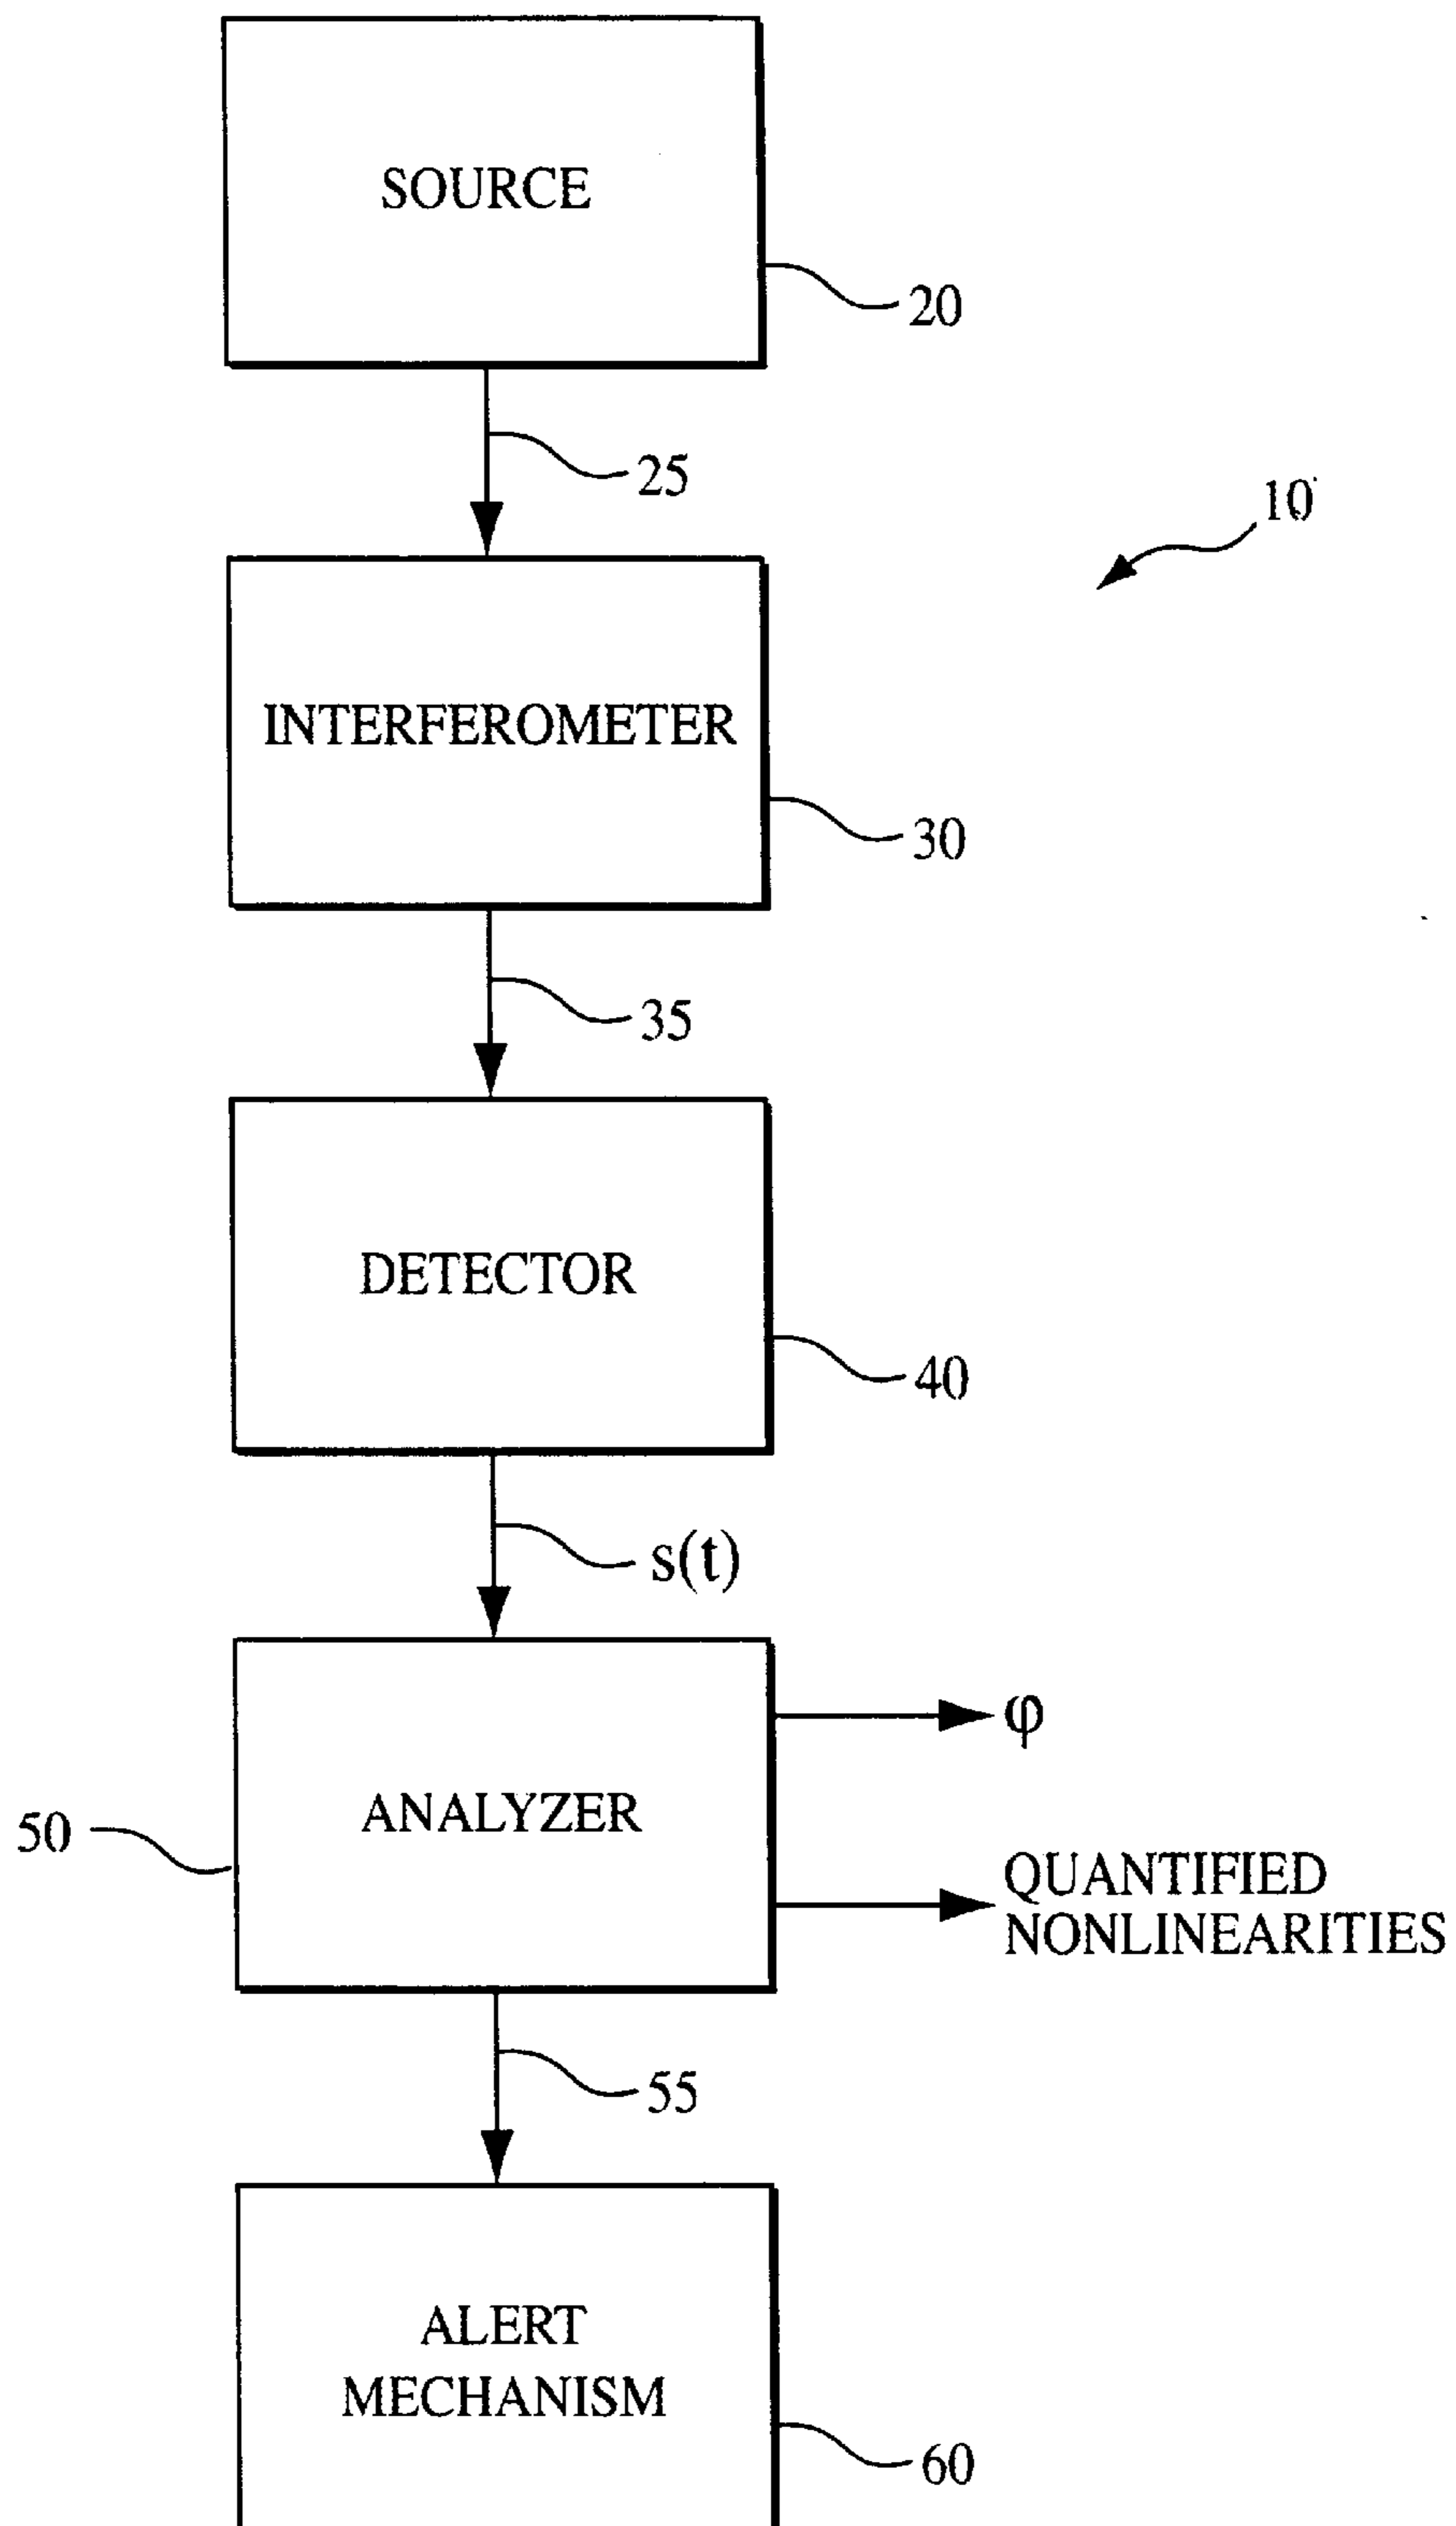 SOURCE
20
25
10
INTERFEROMETER
30
35
DETECTOR
40
s(t)
φ
ANALYZER
50
QUANTIFIED
NONLINEARITIES
55
ALERT
MECHANISM
60